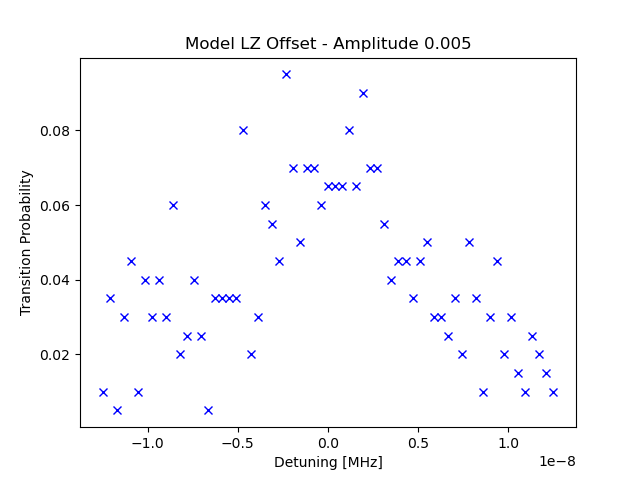 Model LZ Offset - Amplitude 0.005
Transition Probability
0.08
0.06
0.04
0.02
−1.0 −0.5 0.0 0.5 1.0
1e−8
Detuning [MHz]